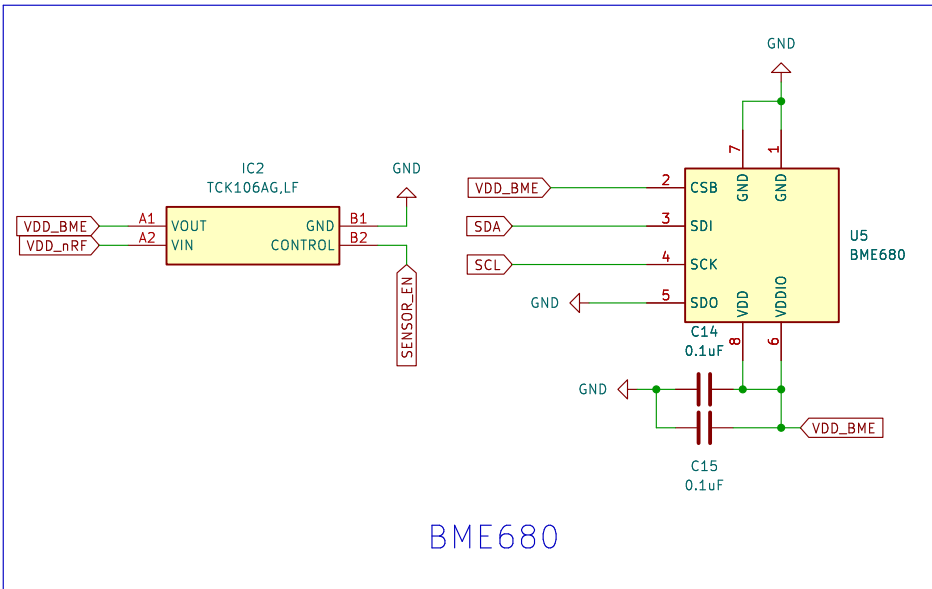 IC2
TCK106AG,LF
GND
VDD_BME
A1
VOUT
GND
B1
VDD_nRF
A2
VIN
CONTROL
B2
SENSOR_EN
GND
7
1
GND
GND
VDD_BME
2
CSB
SDA
3
SDI
SCL
4
SCK
GND
5
SDO
VDD
VDDIO
U5
BME680
8
6
C14
0.1uF
GND
VDD_BME
C15
0.1uF
BME680